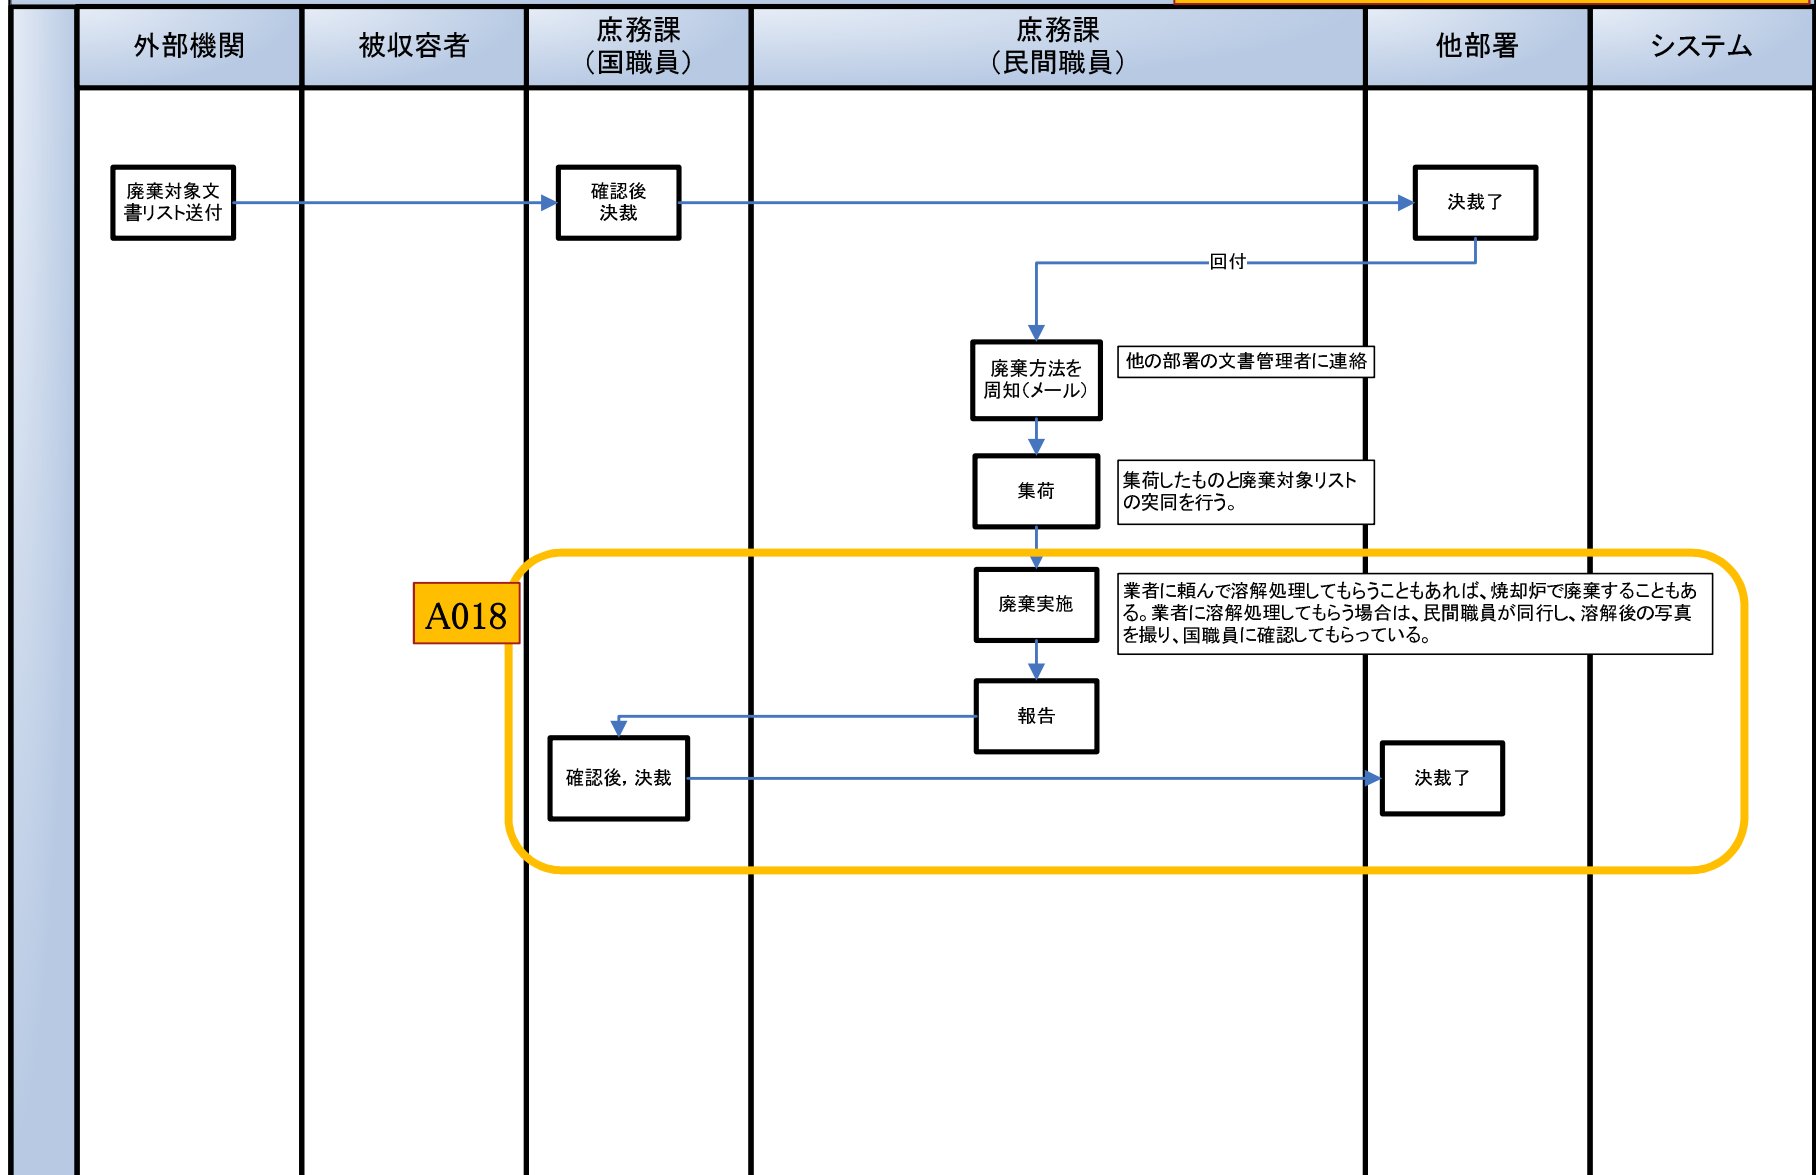 外部機関
被収容者
庶務課
（国職員）
庶務課
（民間職員）
他部署
システム
廃棄対象文
書リスト送付
確認後
決裁
決裁了
回付
廃棄方法を
周知（メール）
他の部署の文書管理者に連絡
集荷
集荷したものと廃棄対象リスト
の突同を行う。
A018
廃棄実施
業者に頼んで溶解処理してもらうこともあれば、焼却炉で廃棄することもあ
る。業者に溶解処理してもらう場合は、民間職員が同行し、溶解後の写真
を撮り、国職員に確認してもらっている。
報告
確認後，決裁
決裁了